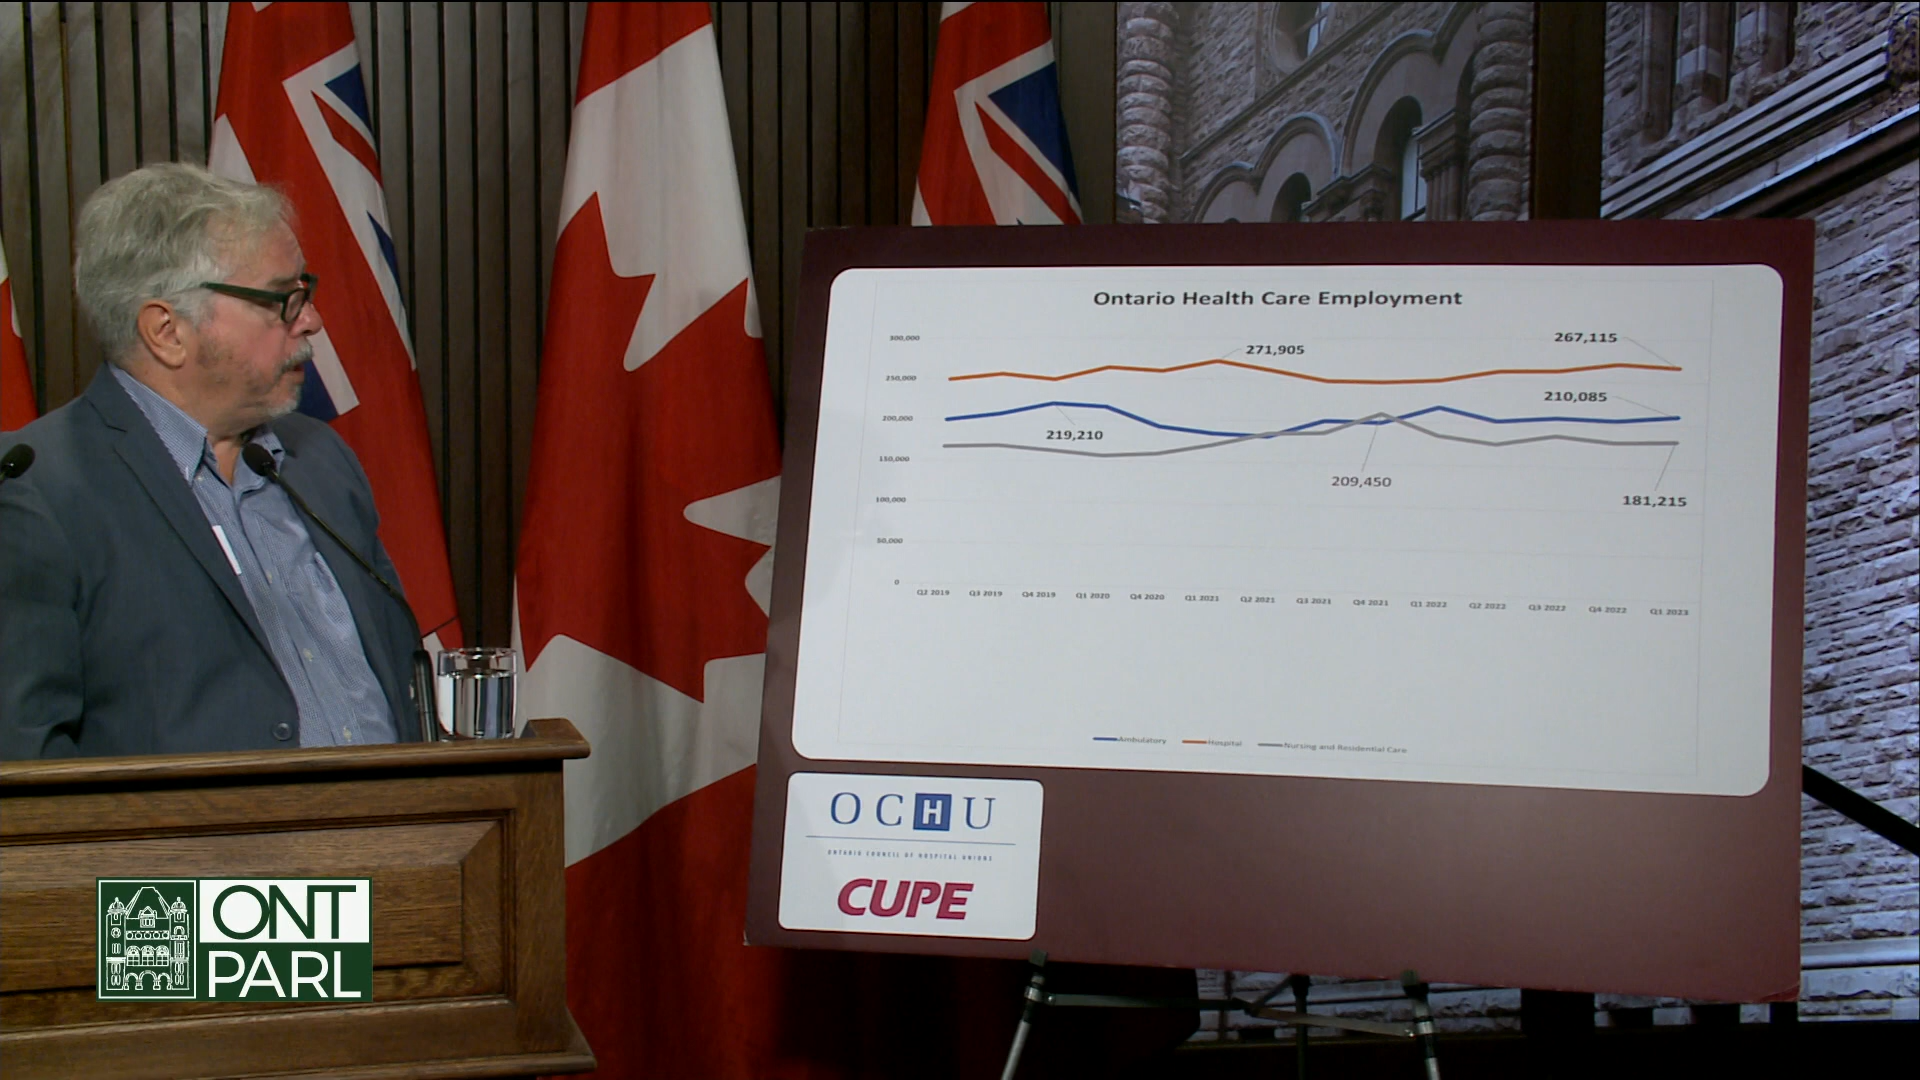 Ontario Health Care Employment
300,000
250,000
200,000
150,000
100,000
50,000
0
271,905
267,115
210,085
219,210
209,450
181,215
Q2 2019 Q3 2019 Q4 2019 Q1 2020 Q4 2020 Q1 2021 Q2 2021 Q3 2021 Q4 2021 Q1 2022 Q2 2022 Q3 2022 Q4 2022 Q1 2023
Ambulatory Hospital Nursing and Residential Care
OCHU
ONTARIO COUNCIL OF HOSPITAL UNIONS
CUPE
ONT
PARL